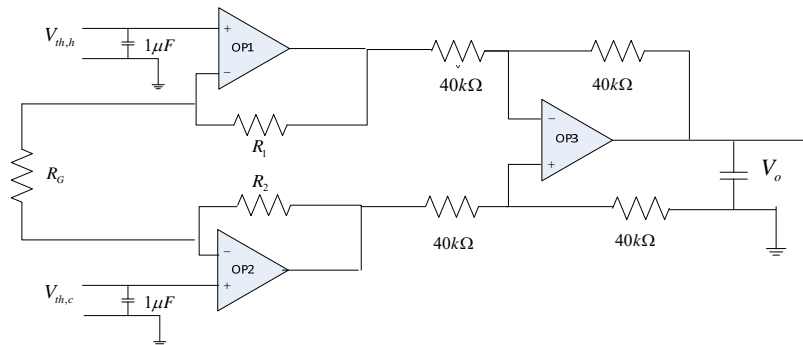 V_{th,h}
1μF
+
OP1
−
40kΩ
40kΩ
R_1
−
OP3
+
R_G
V_o
R_2
−
OP2
+
40kΩ
40kΩ
V_{th,c}
1μF